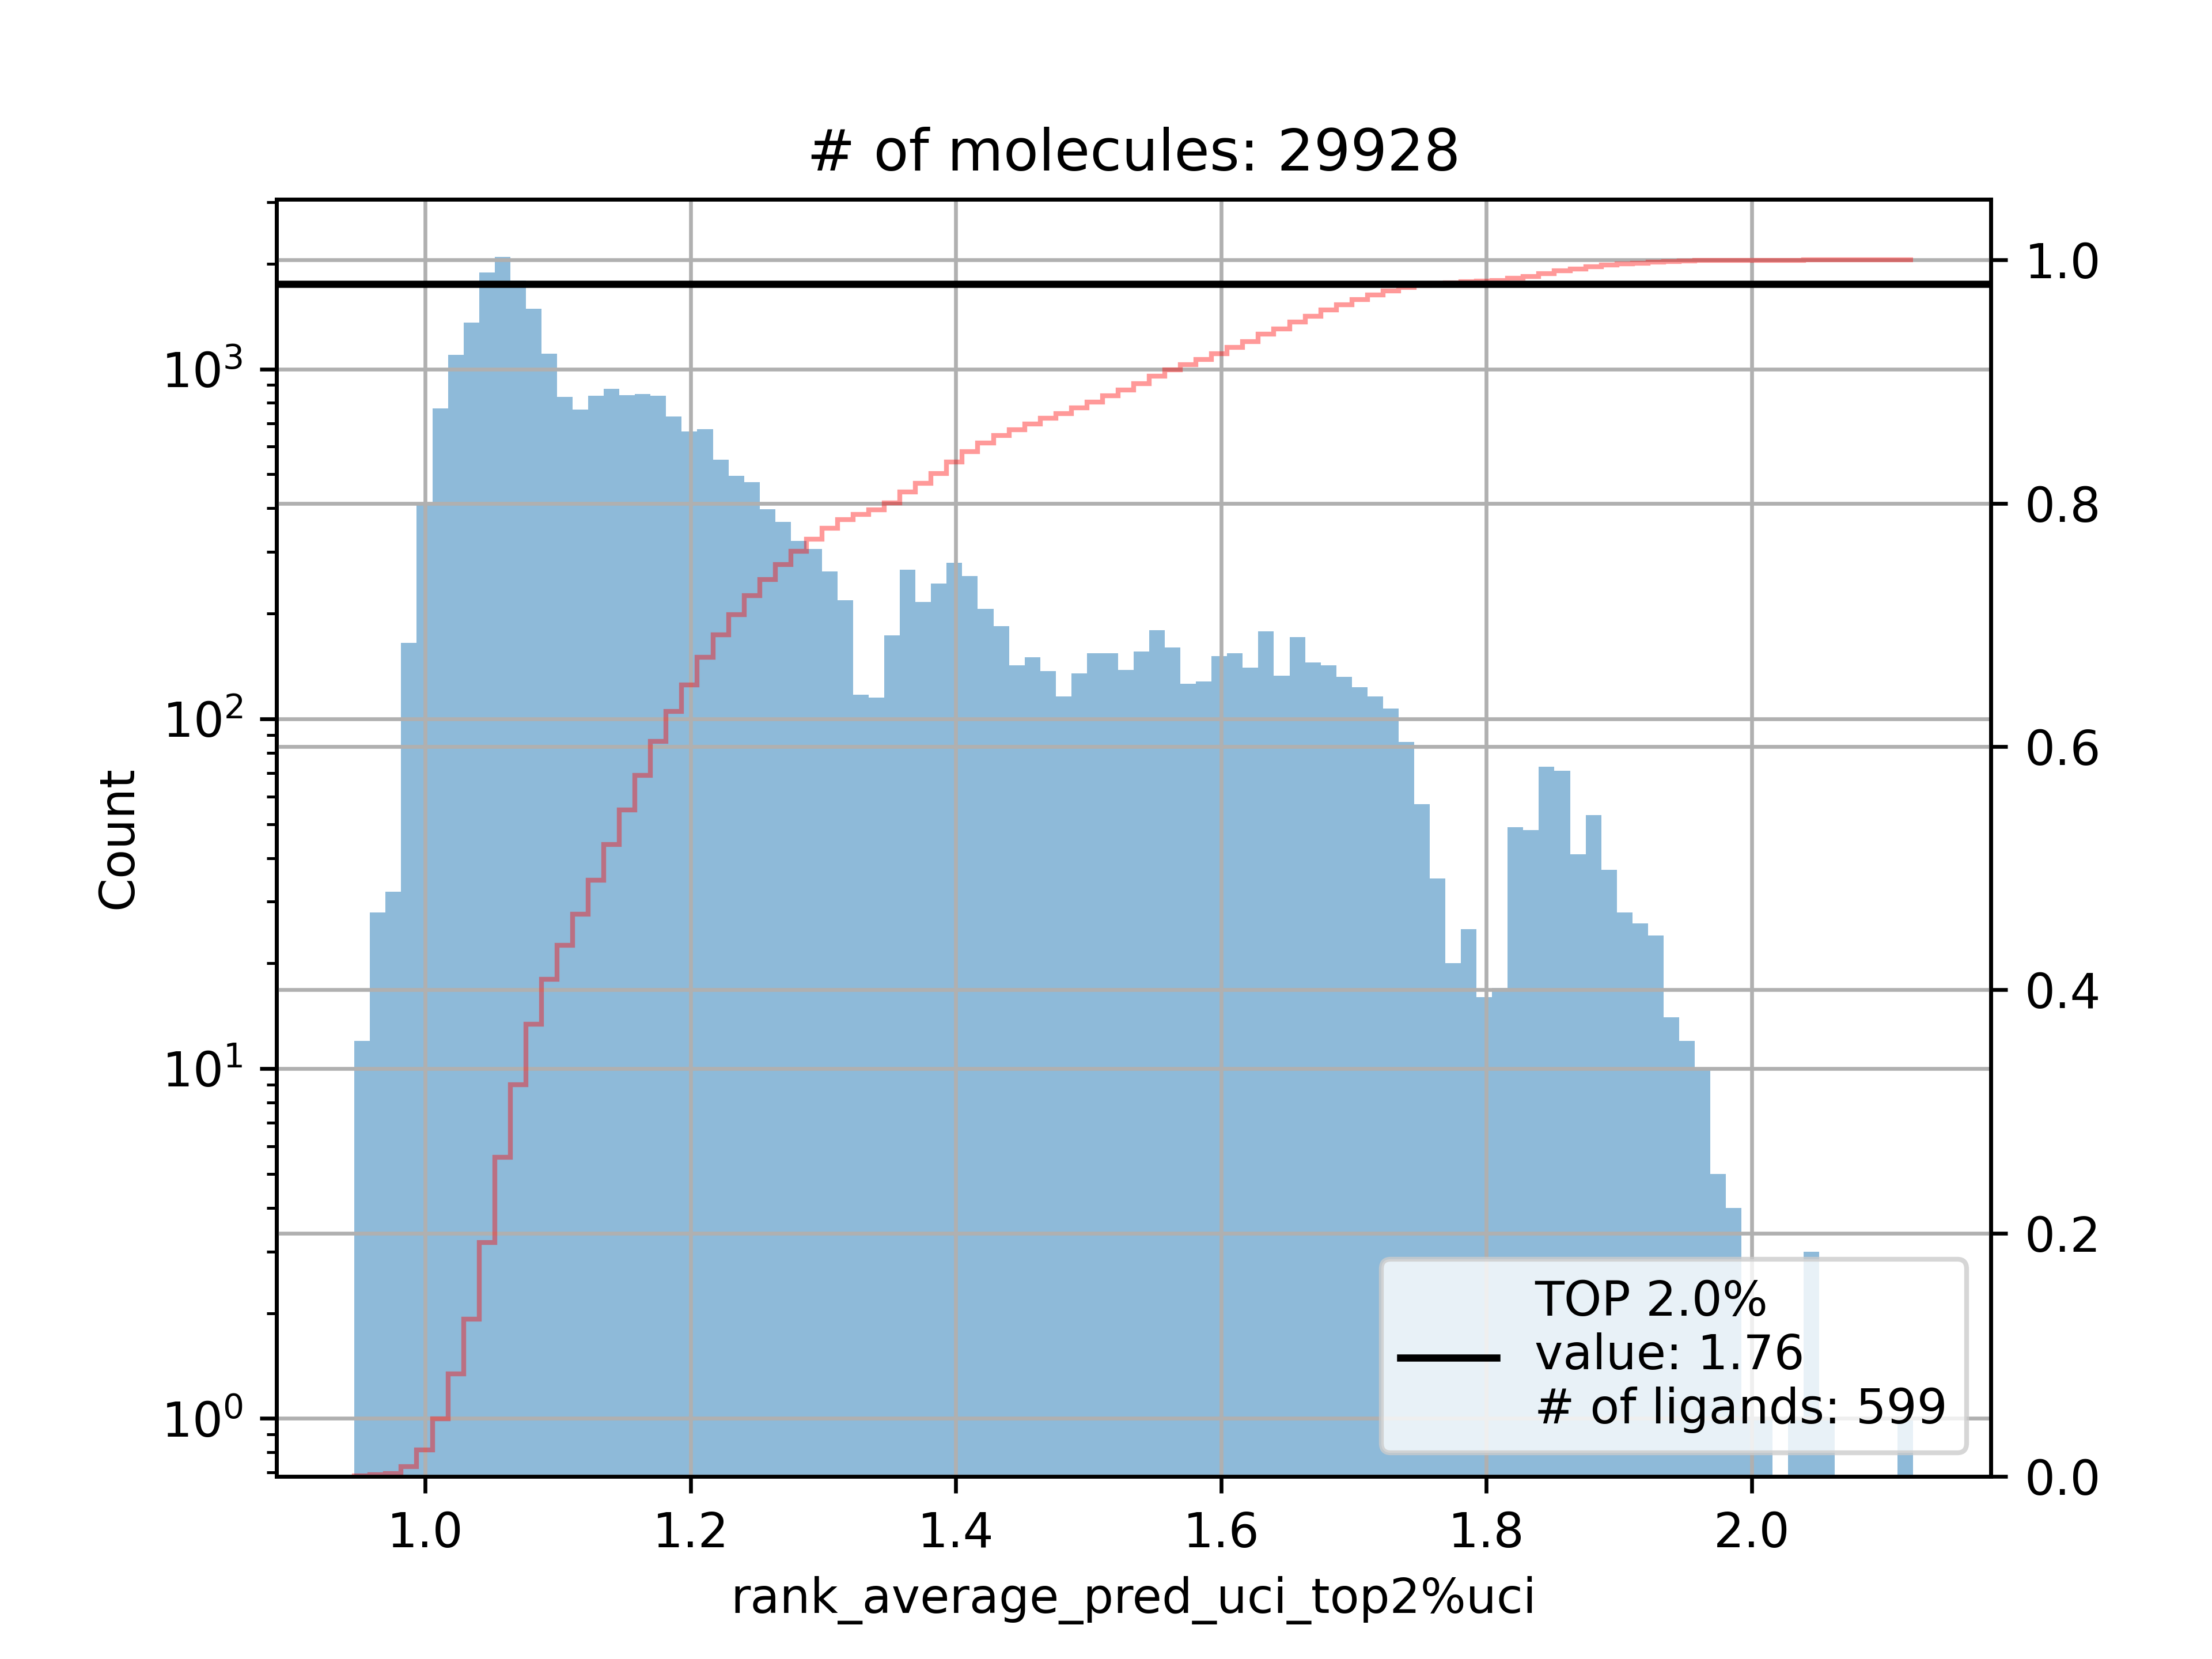 # of molecules: 29928
Count
10³
10²
10¹
10⁰
1.0
0.8
0.6
0.4
0.2
0.0
TOP 2.0%
value: 1.76
# of ligands: 599
1.0 1.2 1.4 1.6 1.8 2.0
rank_average_pred_uci_top2%uci